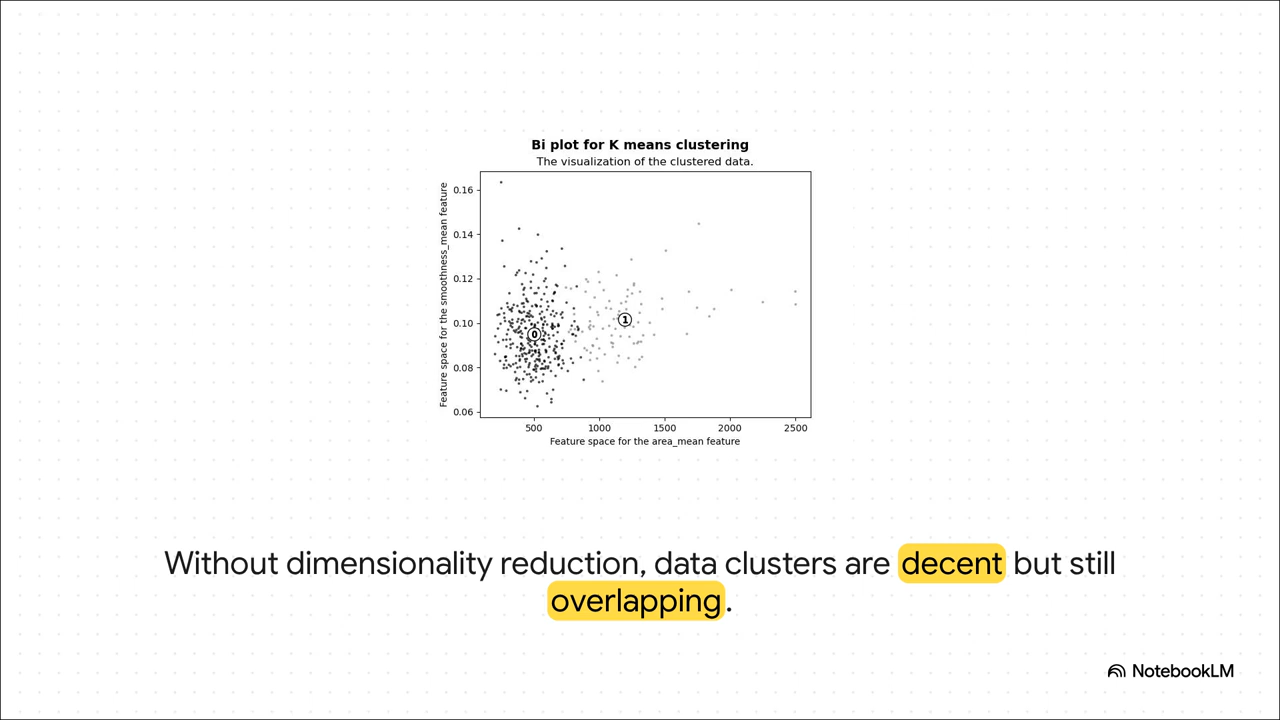 Bi plot for K means clustering
The visualization of the clustered data.
Feature space for the smoothness_mean feature
0.16
0.14
0.12
0.10
0.08
0.06
0
1
500
1000
1500
2000
2500
Feature space for the area_mean feature
Without dimensionality reduction, data clusters are decent but still
overlapping.
NotebookLM